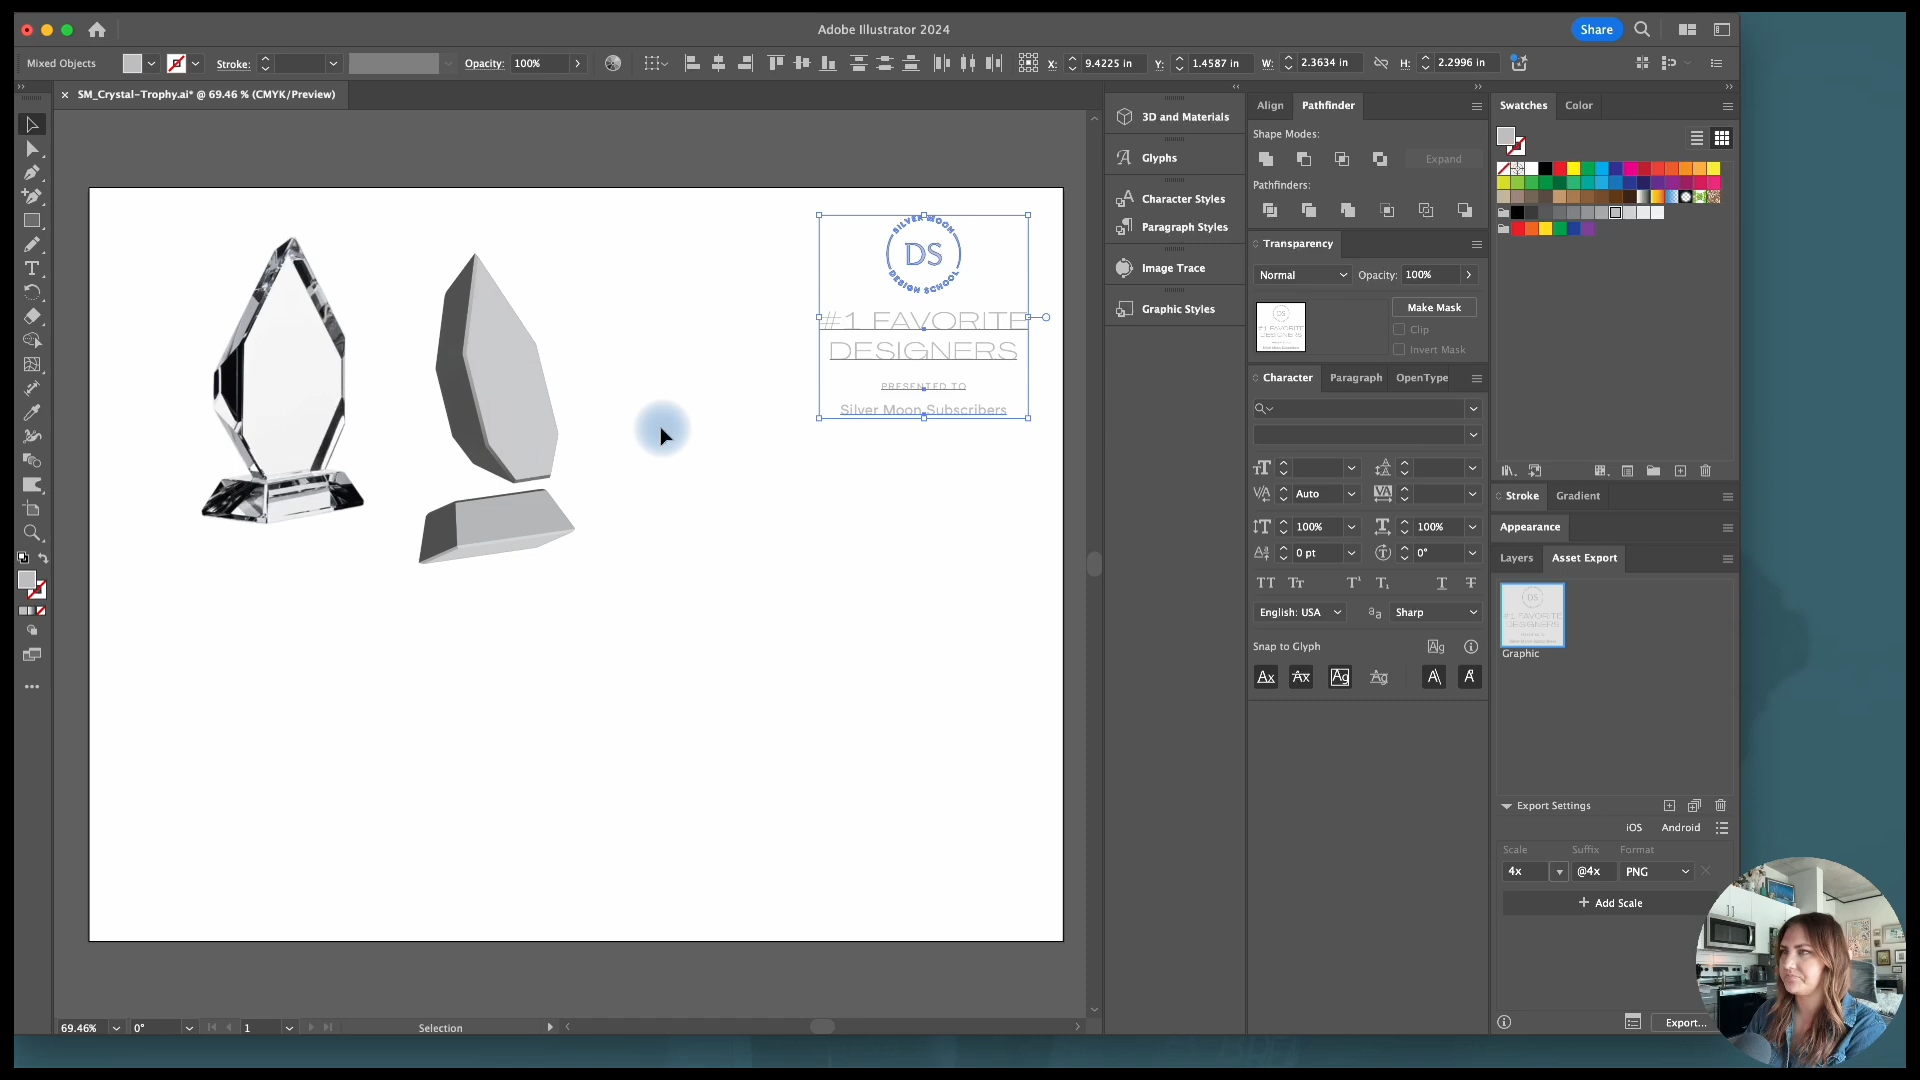 Adobe Illustrator 2024
Share
Mixed Objects
Stroke:
Opacity: 100%
X: 9.4225 in
Y: 1.4587 in
W: 2.3634 in
H: 2.2996 in
SM_Crystal-Trophy.ai* @ 69.46 % (CMYK/Preview)
SILVER MOON
DS
DESIGN SCHOOL
#1 FAVORITE
DESIGNERS
PRESENTED TO
Silver Moon Subscribers
69.46%
0°
1
Selection
3D and Materials
Glyphs
Character Styles
Paragraph Styles
Image Trace
Graphic Styles
Align
Pathfinder
Shape Modes:
Expand
Pathfinders:
Transparency
Normal
Opacity: 100%
Make Mask
Clip
Invert Mask
Character
Paragraph
OpenType
Auto
100%
100%
0 pt
0°
English: USA
Sharp
Snap to Glyph
Swatches
Color
Stroke
Gradient
Appearance
Layers
Asset Export
Graphic
Export Settings
iOS
Android
Scale
Suffix
Format
4x
@4x
PNG
+ Add Scale
Export...